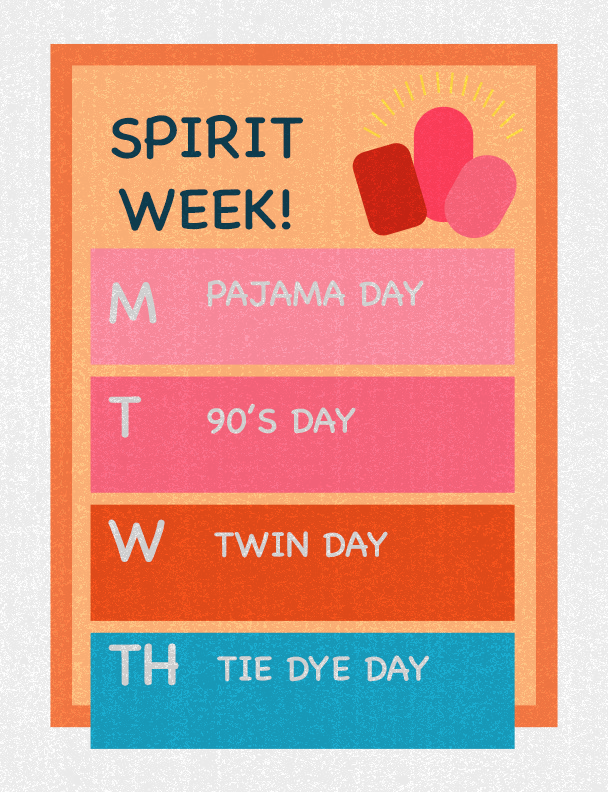 SPIRIT
WEEK!
M PAJAMA DAY
T 90'S DAY
W TWIN DAY
TH TIE DYE DAY